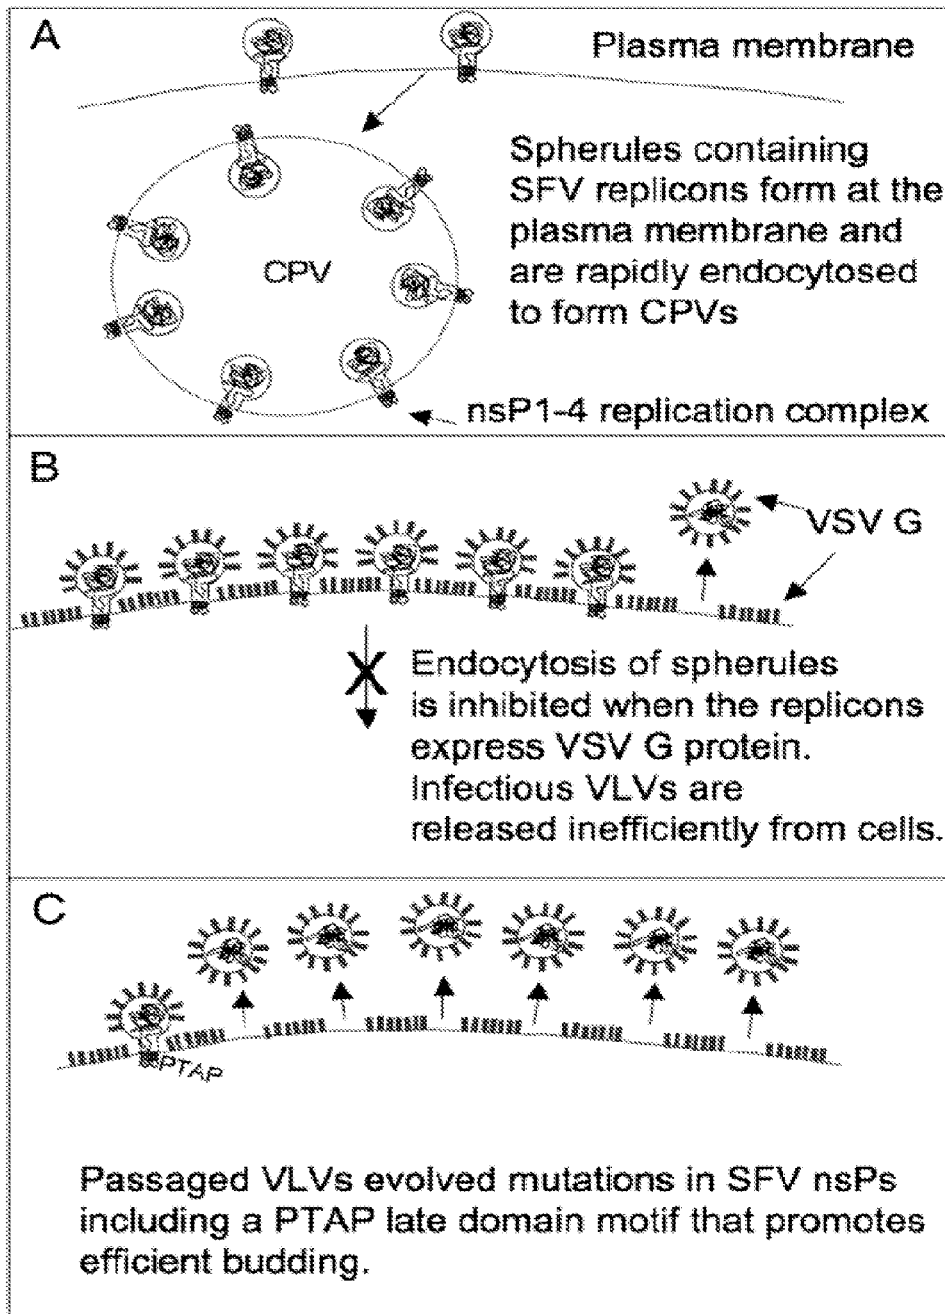 A
Plasma membrane
Spherules containing
SFV replicons form at the
plasma membrane and
are rapidly endocytosed
to form CPVs
CPV
nsP1-4 replication complex
B
VSV G
X
Endocytosis of spherules
is inhibited when the replicons
express VSV G protein.
Infectious VLVs are
released inefficiently from cells.
C
PTAP
Passaged VLVs evolved mutations in SFV nsPs
including a PTAP late domain motif that promotes
efficient budding.